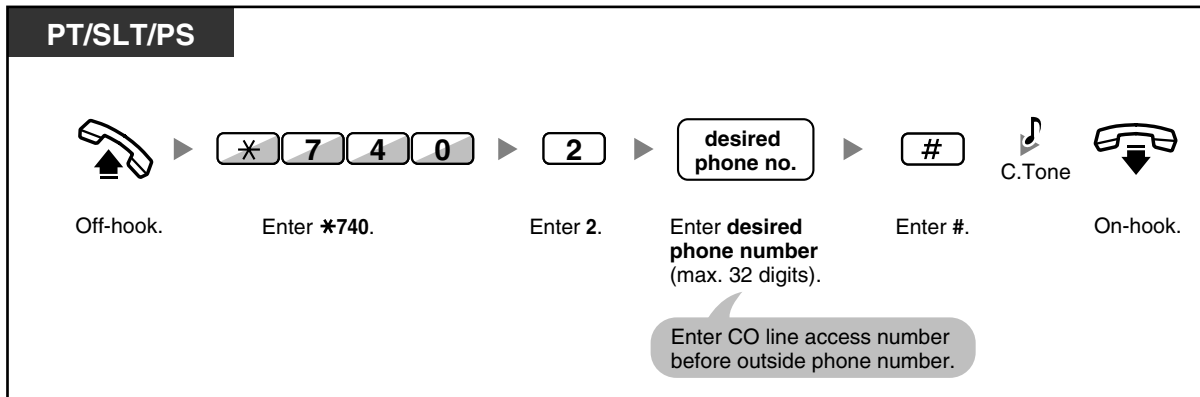 PT/SLT/PS
✳ 7 4 0
2
desired
phone no.
#
C.Tone
Off-hook.
Enter ✳740.
Enter 2.
Enter desired
phone number
(max. 32 digits).
Enter #.
On-hook.
Enter CO line access number
before outside phone number.